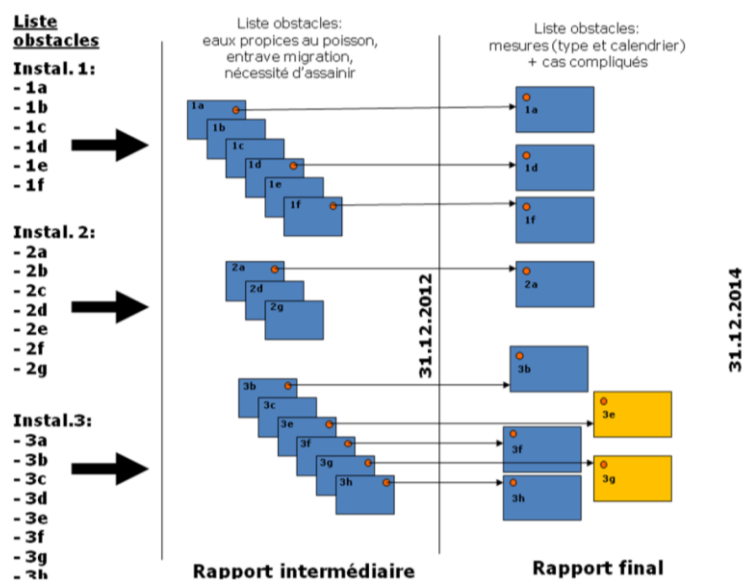 Liste
obstacles
Instal. 1:
- 1a
- 1b
- 1c
- 1d
- 1e
- 1f
Instal. 2:
- 2a
- 2b
- 2c
- 2d
- 2e
- 2f
- 2g
Instal.3:
- 3a
- 3b
- 3c
- 3d
- 3e
- 3f
- 3g
- 3h
Liste obstacles:
eaux propices au poisson,
entrave migration,
nécessité d'assainir
1a
1b
1c
1d
1e
1f
2a
2d
2g
3b
3c
3e
3f
3g
3h
Rapport intermédiaire
31.12.2012
Liste obstacles:
mesures (type et calendrier)
+ cas compliqués
1a
1d
1f
2a
3b
3e
3f
3g
3h
Rapport final
31.12.2014